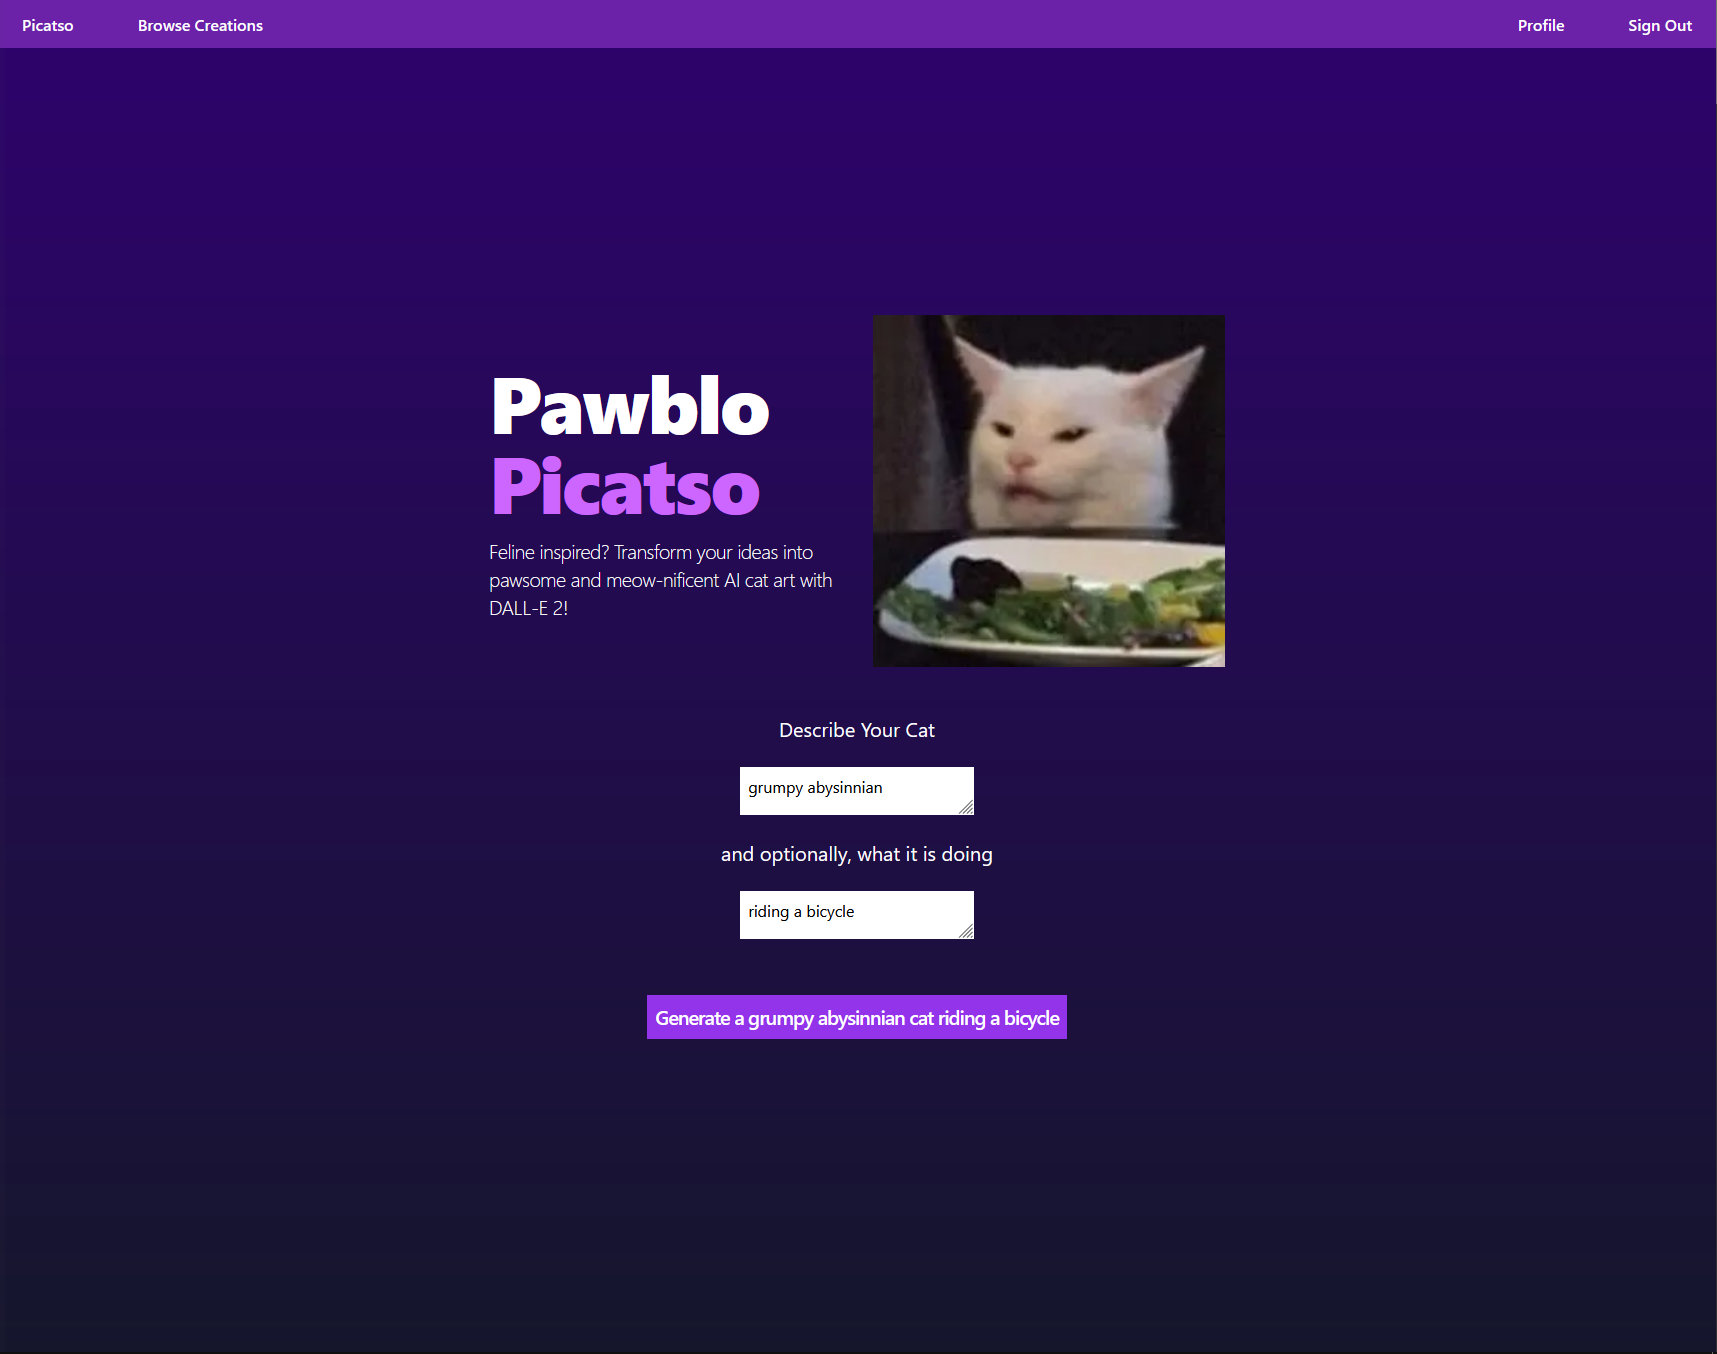 Picatso
Browse Creations
Profile
Sign Out
Pawblo
Picatso
Feline inspired? Transform your ideas into
pawsome and meow-nificent AI cat art with
DALL-E 2!
Describe Your Cat
grumpy abysinnian
and optionally, what it is doing
riding a bicycle
Generate a grumpy abysinnian cat riding a bicycle